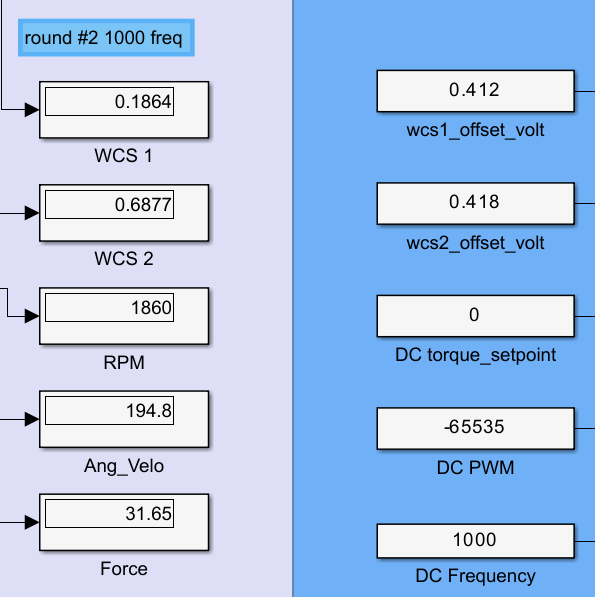 round #2 1000 freq
0.1864
WCS 1
0.6877
WCS 2
1860
RPM
194.8
Ang_Velo
31.65
Force
0.412
wcs1_offset_volt
0.418
wcs2_offset_volt
0
DC torque_setpoint
-65535
DC PWM
1000
DC Frequency